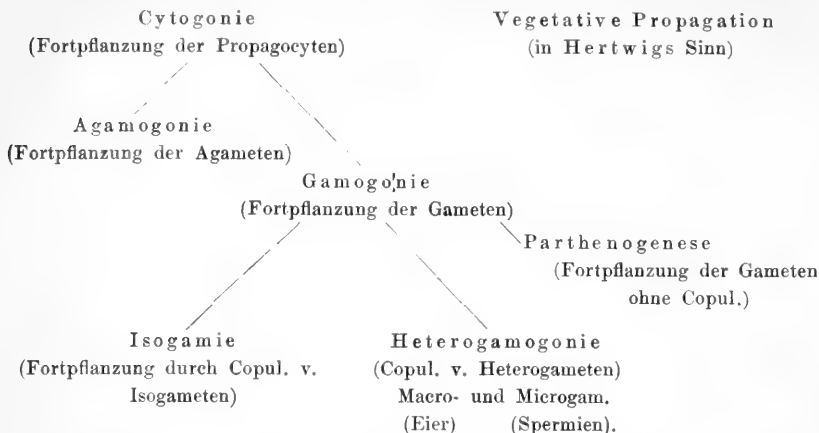 Cytogonie
(Fortpflanzung der Propagocyten)
Vegetative Propagation
(in Hertwigs Sinn)
Agamogonie
(Fortpflanzung der Agameten)
Gamogonie
(Fortpflanzung der Gameten)
Parthenogenese
(Fortpflanzung der Gameten
ohne Copul.)
Isogamie
(Fortpflanzung durch Copul. v.
Isogameten)
Heterogamogonie
(Copul. v. Heterogameten)
Macro- und Microgam.
(Eier) (Spermien).